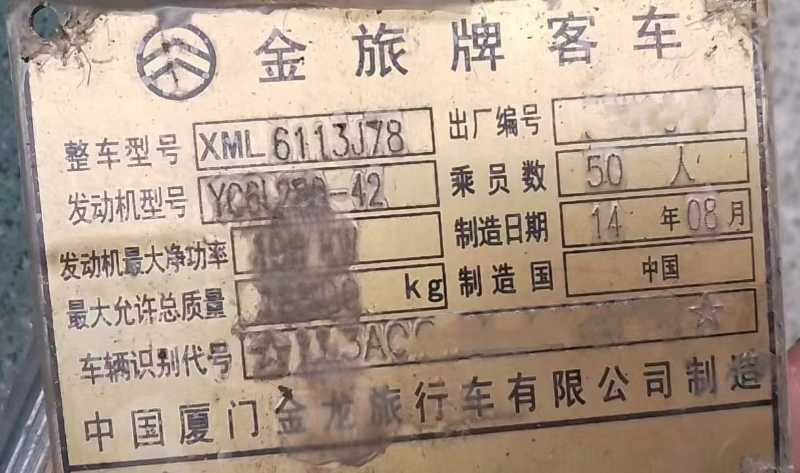 金旅牌客车
整车型号 XML6113J78 出厂编号
发动机型号 YC6L280-42 乘员数 50 人
发动机最大净功率 制造日期 14 年 08 月
最大允许总质量 kg 制造国 中国
车辆识别代号
中国厦门金龙旅行车有限公司制造